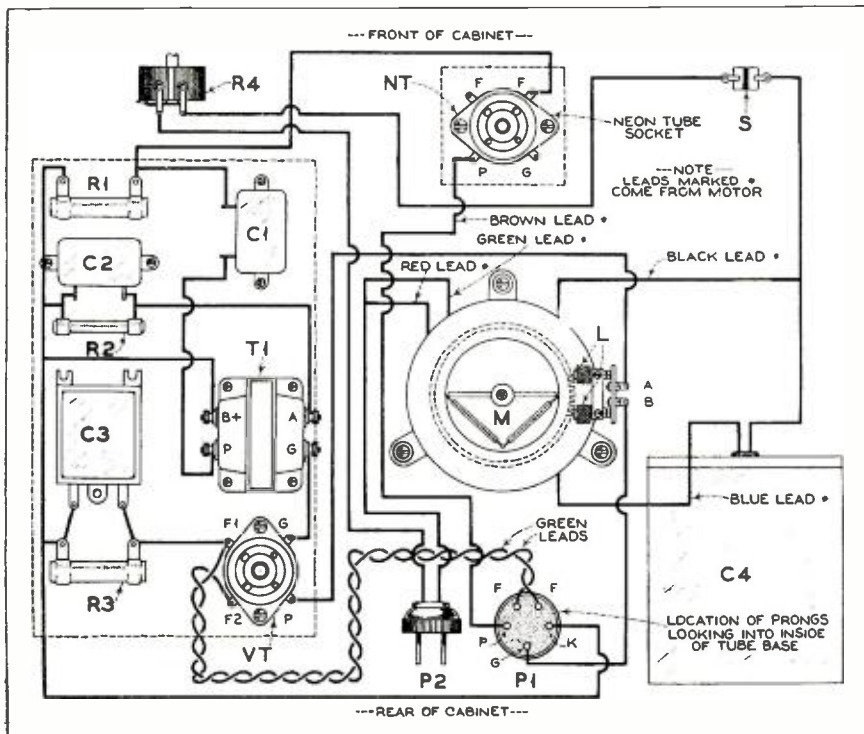 ---FRONT OF CABINET---
R4
NT
F F
NEON TUBE
SOCKET
S
P G
---NOTE---
LEADS MARKED *
COME FROM MOTOR
R1
C1
C2
R2
BROWN LEAD *
GREEN LEAD *
RED LEAD *
BLACK LEAD *
T1
L
B+ A
P G
M
A
B
C3
R3
F1 G
F2 P
VT
GREEN
LEADS
BLUE LEAD *
C4
F F
P K
G
P2 P1
LOCATION OF PRONGS
LOOKING INTO INSIDE
OF TUBE BASE
---REAR OF CABINET---